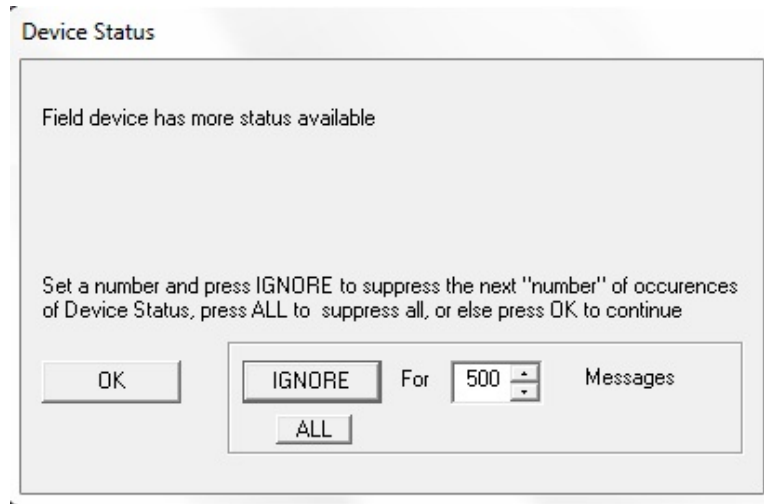 Device Status
Field device has more status available
Set a number and press IGNORE to suppress the next "number" of occurences
of Device Status, press ALL to  suppress all, or else press OK to continue
OK
IGNORE
For
500
Messages
ALL